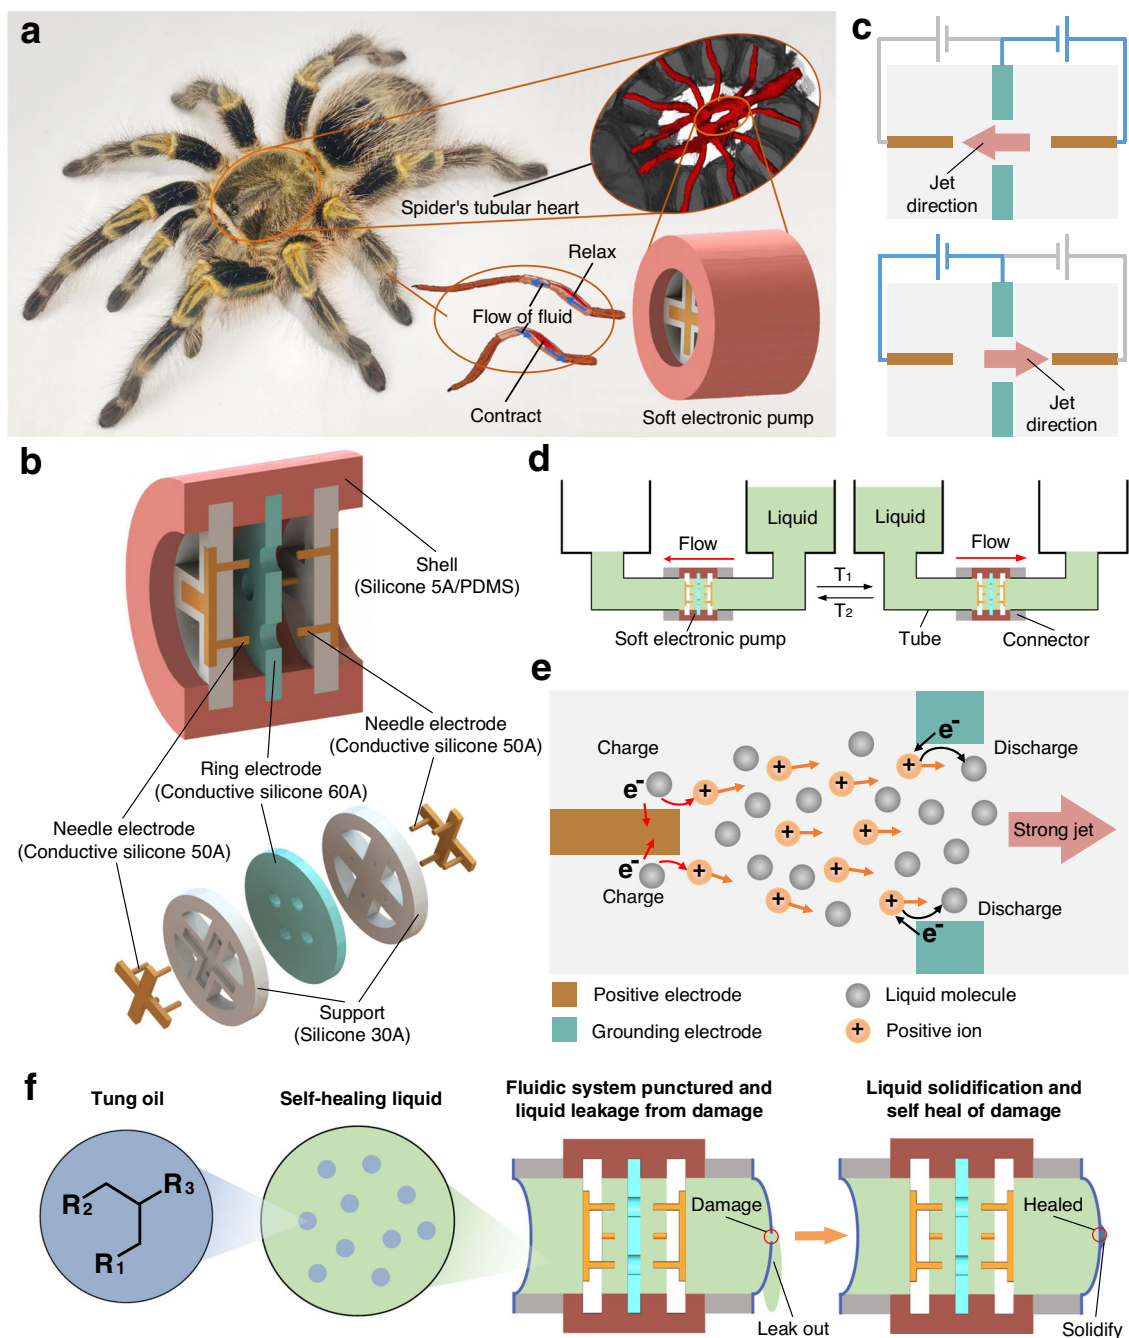 a
Spider's tubular heart
Relax
Flow of fluid
Contract
Soft electronic pump
b
Shell
(Silicone 5A/PDMS)
Needle electrode
(Conductive silicone 50A)
Ring electrode
(Conductive silicone 60A)
Needle electrode
(Conductive silicone 50A)
Support
(Silicone 30A)
c
Jet
direction
Jet
direction
d
Liquid
Liquid
Flow
Flow
T1
T2
Soft electronic pump
Tube
Connector
e
Charge
e-
e-
Charge
e-
Discharge
Strong jet
e-
Discharge
+
+
+
+
+
+
+
+
+
+
Positive electrode
Liquid molecule
Grounding electrode
+
Positive ion
f
Tung oil
Self-healing liquid
Fluidic system punctured and
liquid leakage from damage
Liquid solidification and
self heal of damage
R2
R3
R1
Damage
Leak out
Healed
Solidify